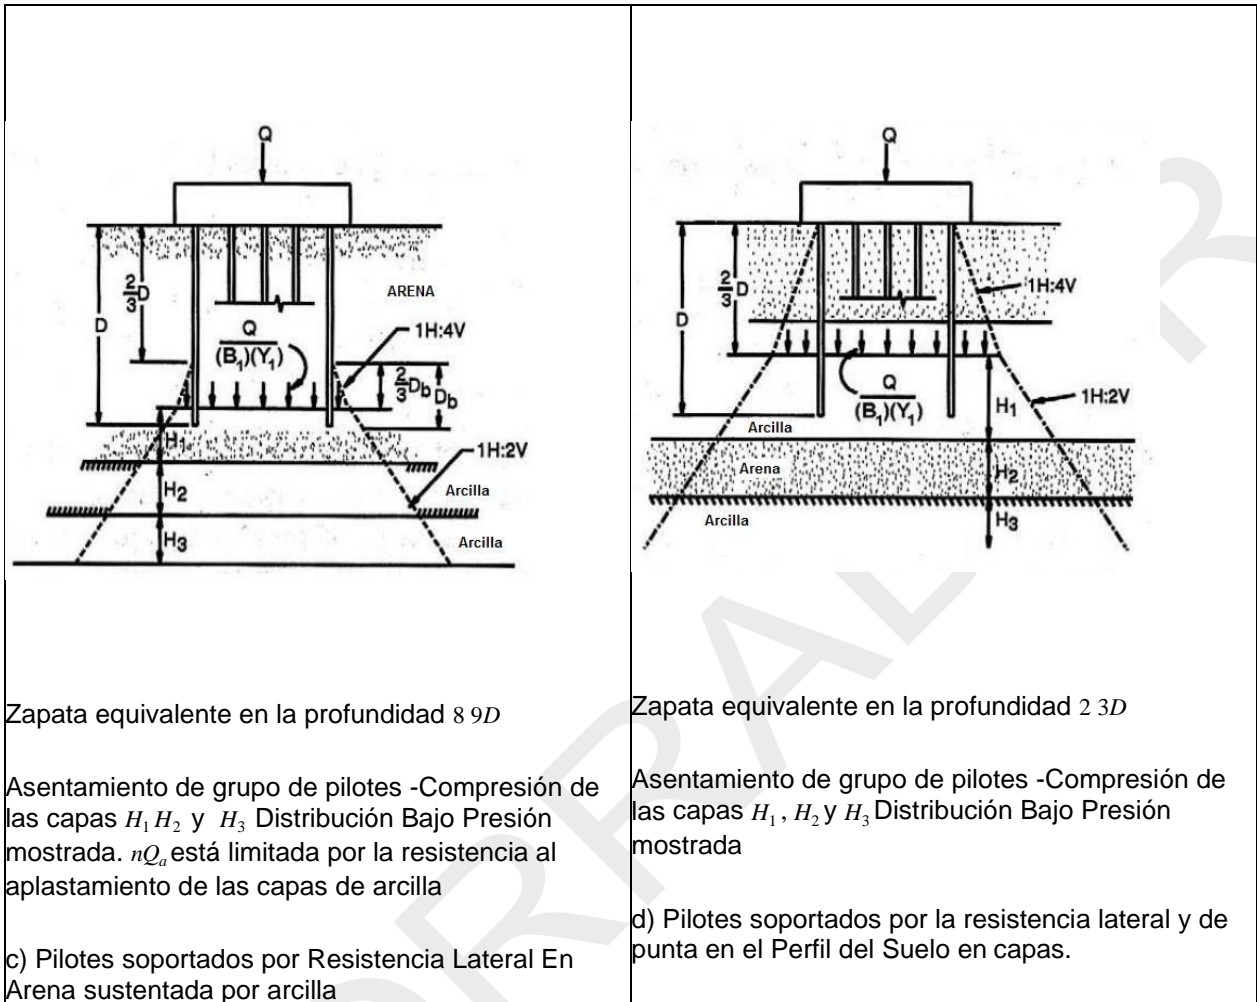 Q
D
2/3 D
ARENA
Q
(B₁)(Y₁)
1H:4V
2/3 D_b
D_b
H₁
1H:2V
H₂
Arcilla
H₃
Arcilla
Zapata equivalente en la profundidad 8 9D
Asentamiento de grupo de pilotes -Compresión de
las capas H₁ H₂ y H₃ Distribución Bajo Presión
mostrada. nQₐ está limitada por la resistencia al
aplastamiento de las capas de arcilla
c) Pilotes soportados por Resistencia Lateral En
Arena sustentada por arcilla
Q
2/3 D
D
1H:4V
Q
(B₁)(Y₁)
H₁
1H:2V
Arcilla
Arena
H₂
Arcilla
H₃
Zapata equivalente en la profundidad 2 3D
Asentamiento de grupo de pilotes -Compresión de
las capas H₁ , H₂ y H₃ Distribución Bajo Presión
mostrada
d) Pilotes soportados por la resistencia lateral y de
punta en el Perfil del Suelo en capas.